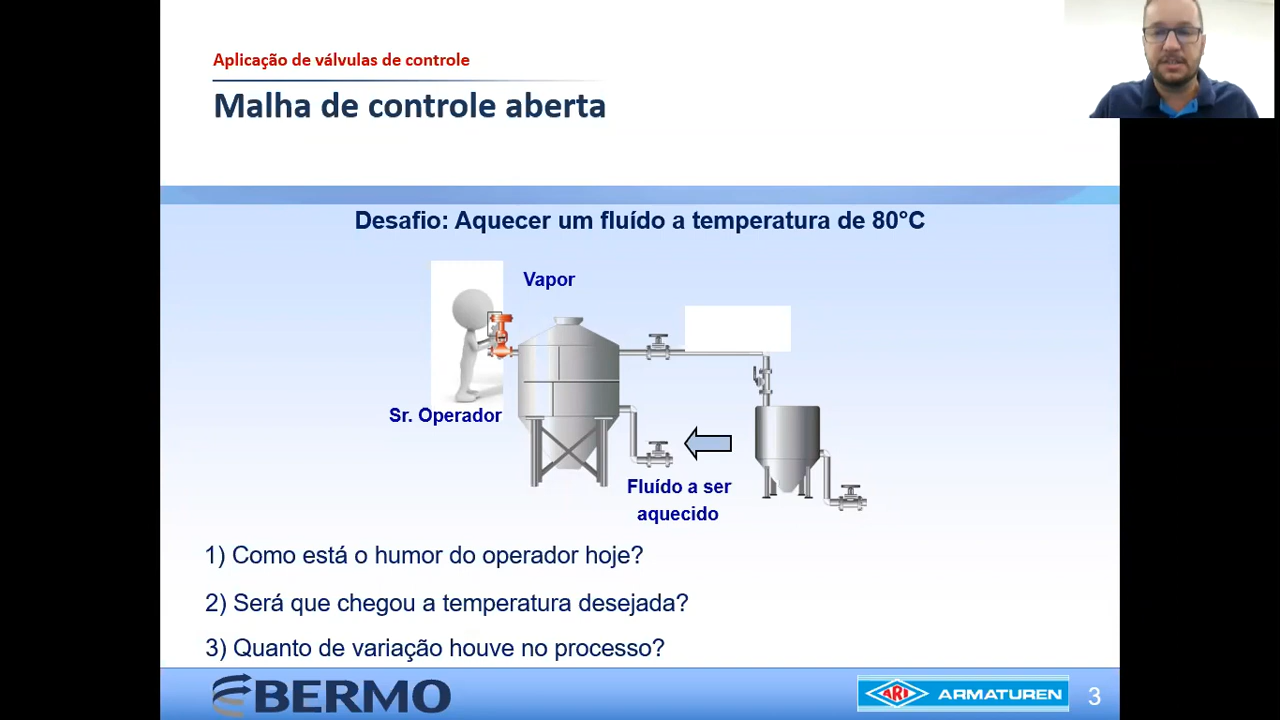 Aplicação de válvulas de controle
Malha de controle aberta
Desafio: Aquecer um fluído a temperatura de 80°C
Vapor
Sr. Operador
Fluído a ser
aquecido
1) Como está o humor do operador hoje?
2) Será que chegou a temperatura desejada?
3) Quanto de variação houve no processo?
BERMO
ARI ARMATUREN
3